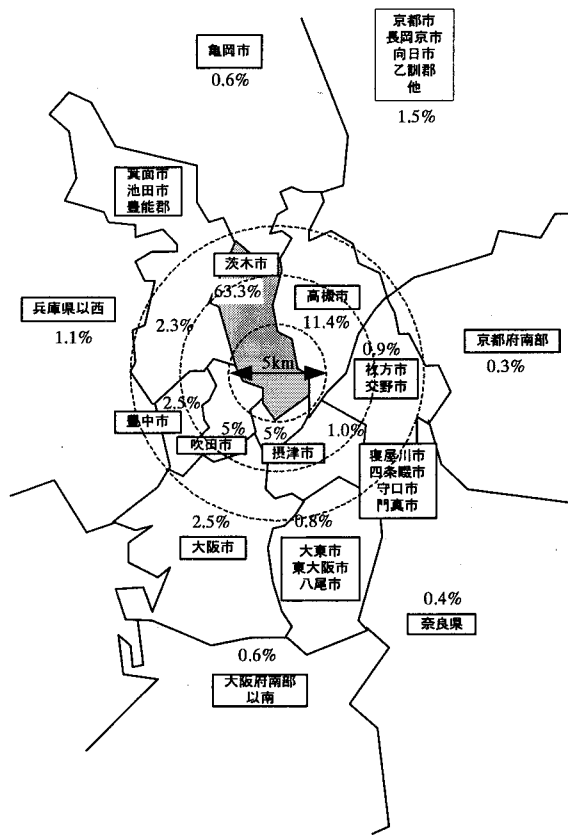 京都市
長岡京市
向日市
乙訓郡
他
1.5%
亀岡市
0.6%
箕面市
池田市
豊能郡
茨木市
63.3%
高槻市
11.4%
兵庫県以西
1.1%
2.3%
0.9%
枚方市
交野市
京都府南部
0.3%
5km
2.5%
豊中市
5%
吹田市
5%
摂津市
1.0%
寝屋川市
四条畷市
守口市
門真市
2.5%
大阪市
0.8%
大東市
東大阪市
八尾市
0.4%
奈良県
0.6%
大阪府南部
以南